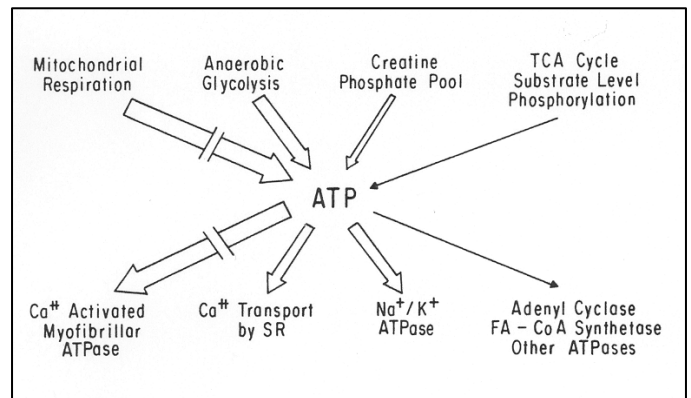 Mitochondrial
Respiration
Anaerobic
Glycolysis
Creatine
Phosphate Pool
TCA Cycle
Substrate Level
Phosphorylation
ATP
Ca++ Activated
Myofibrillar
ATPase
Ca++ Transport
by SR
Na+/K+
ATPase
Adenyl Cyclase
FA - CoA Synthetase
Other ATPases